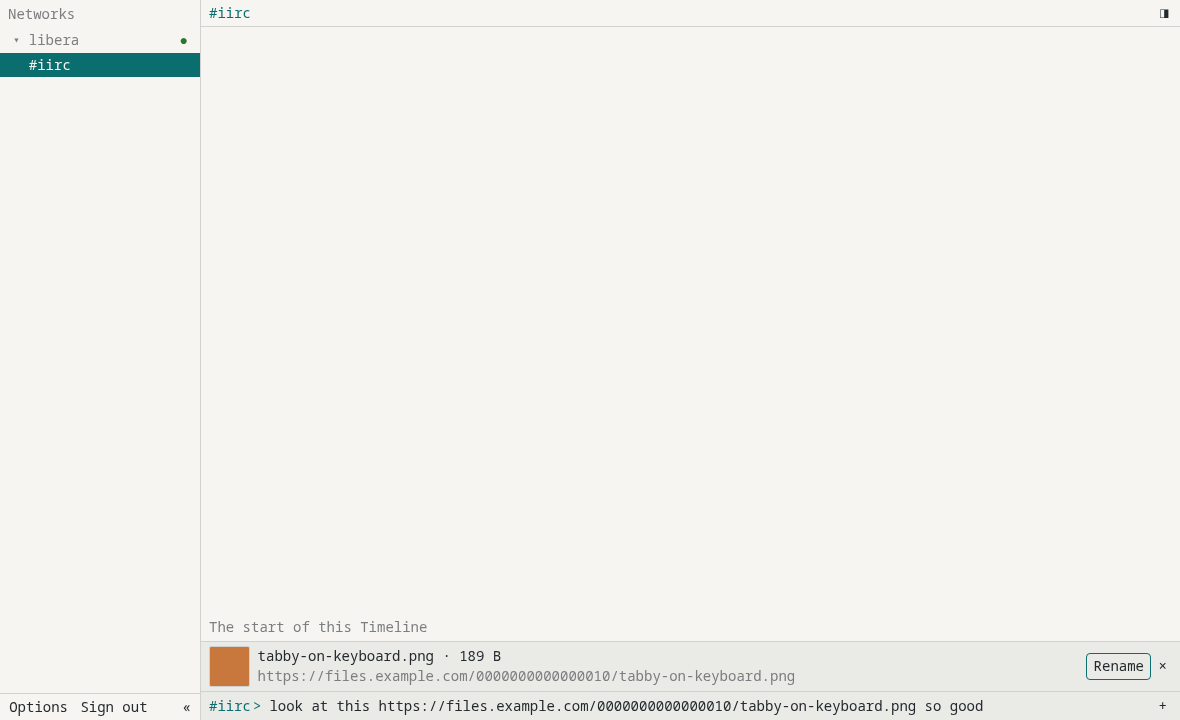 Networks
▾ libera ●
#iirc
Options Sign out «
#iirc
The start of this Timeline
tabby-on-keyboard.png · 189 B
https://files.example.com/0000000000000010/tabby-on-keyboard.png
Rename ×
#iirc> look at this https://files.example.com/0000000000000010/tabby-on-keyboard.png so good +